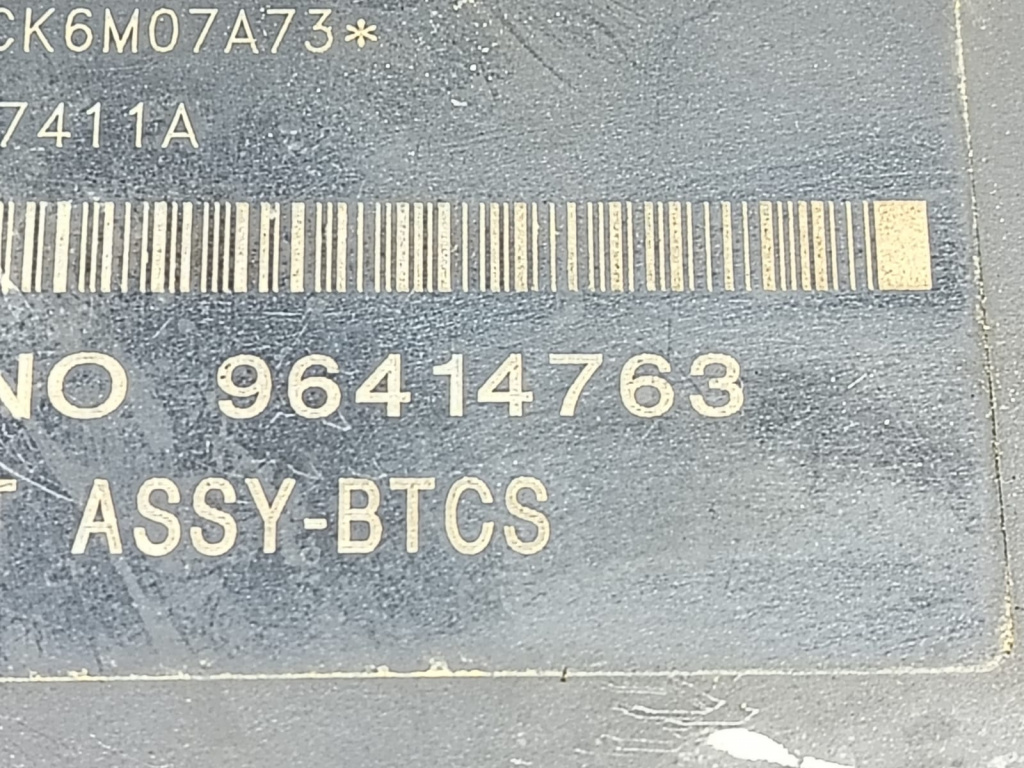 CK6M07A73*
7411A
NO 96414763
T ASSY-BTCS